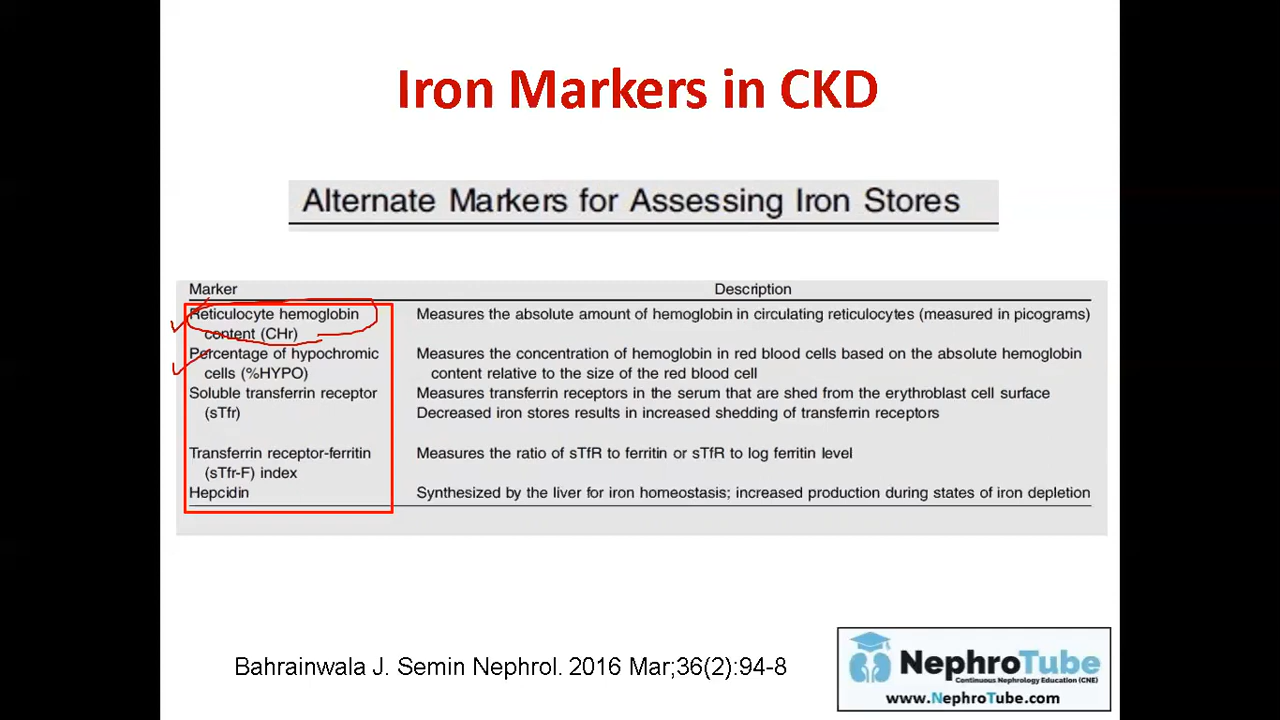 Iron Markers in CKD
Alternate Markers for Assessing Iron Stores
Marker Description
Reticulocyte hemoglobin Measures the absolute amount of hemoglobin in circulating reticulocytes (measured in picograms)
content (CHr)
Percentage of hypochromic Measures the concentration of hemoglobin in red blood cells based on the absolute hemoglobin
cells (%HYPO) content relative to the size of the red blood cell
Soluble transferrin receptor Measures transferrin receptors in the serum that are shed from the erythroblast cell surface
(sTfr) Decreased iron stores results in increased shedding of transferrin receptors
Transferrin receptor-ferritin Measures the ratio of sTfR to ferritin or sTfR to log ferritin level
(sTfr-F) index
Hepcidin Synthesized by the liver for iron homeostasis; increased production during states of iron depletion
Bahrainwala J. Semin Nephrol. 2016 Mar;36(2):94-8
NephroTube
Continuous Nephrology Education (CNE)
www.NephroTube.com